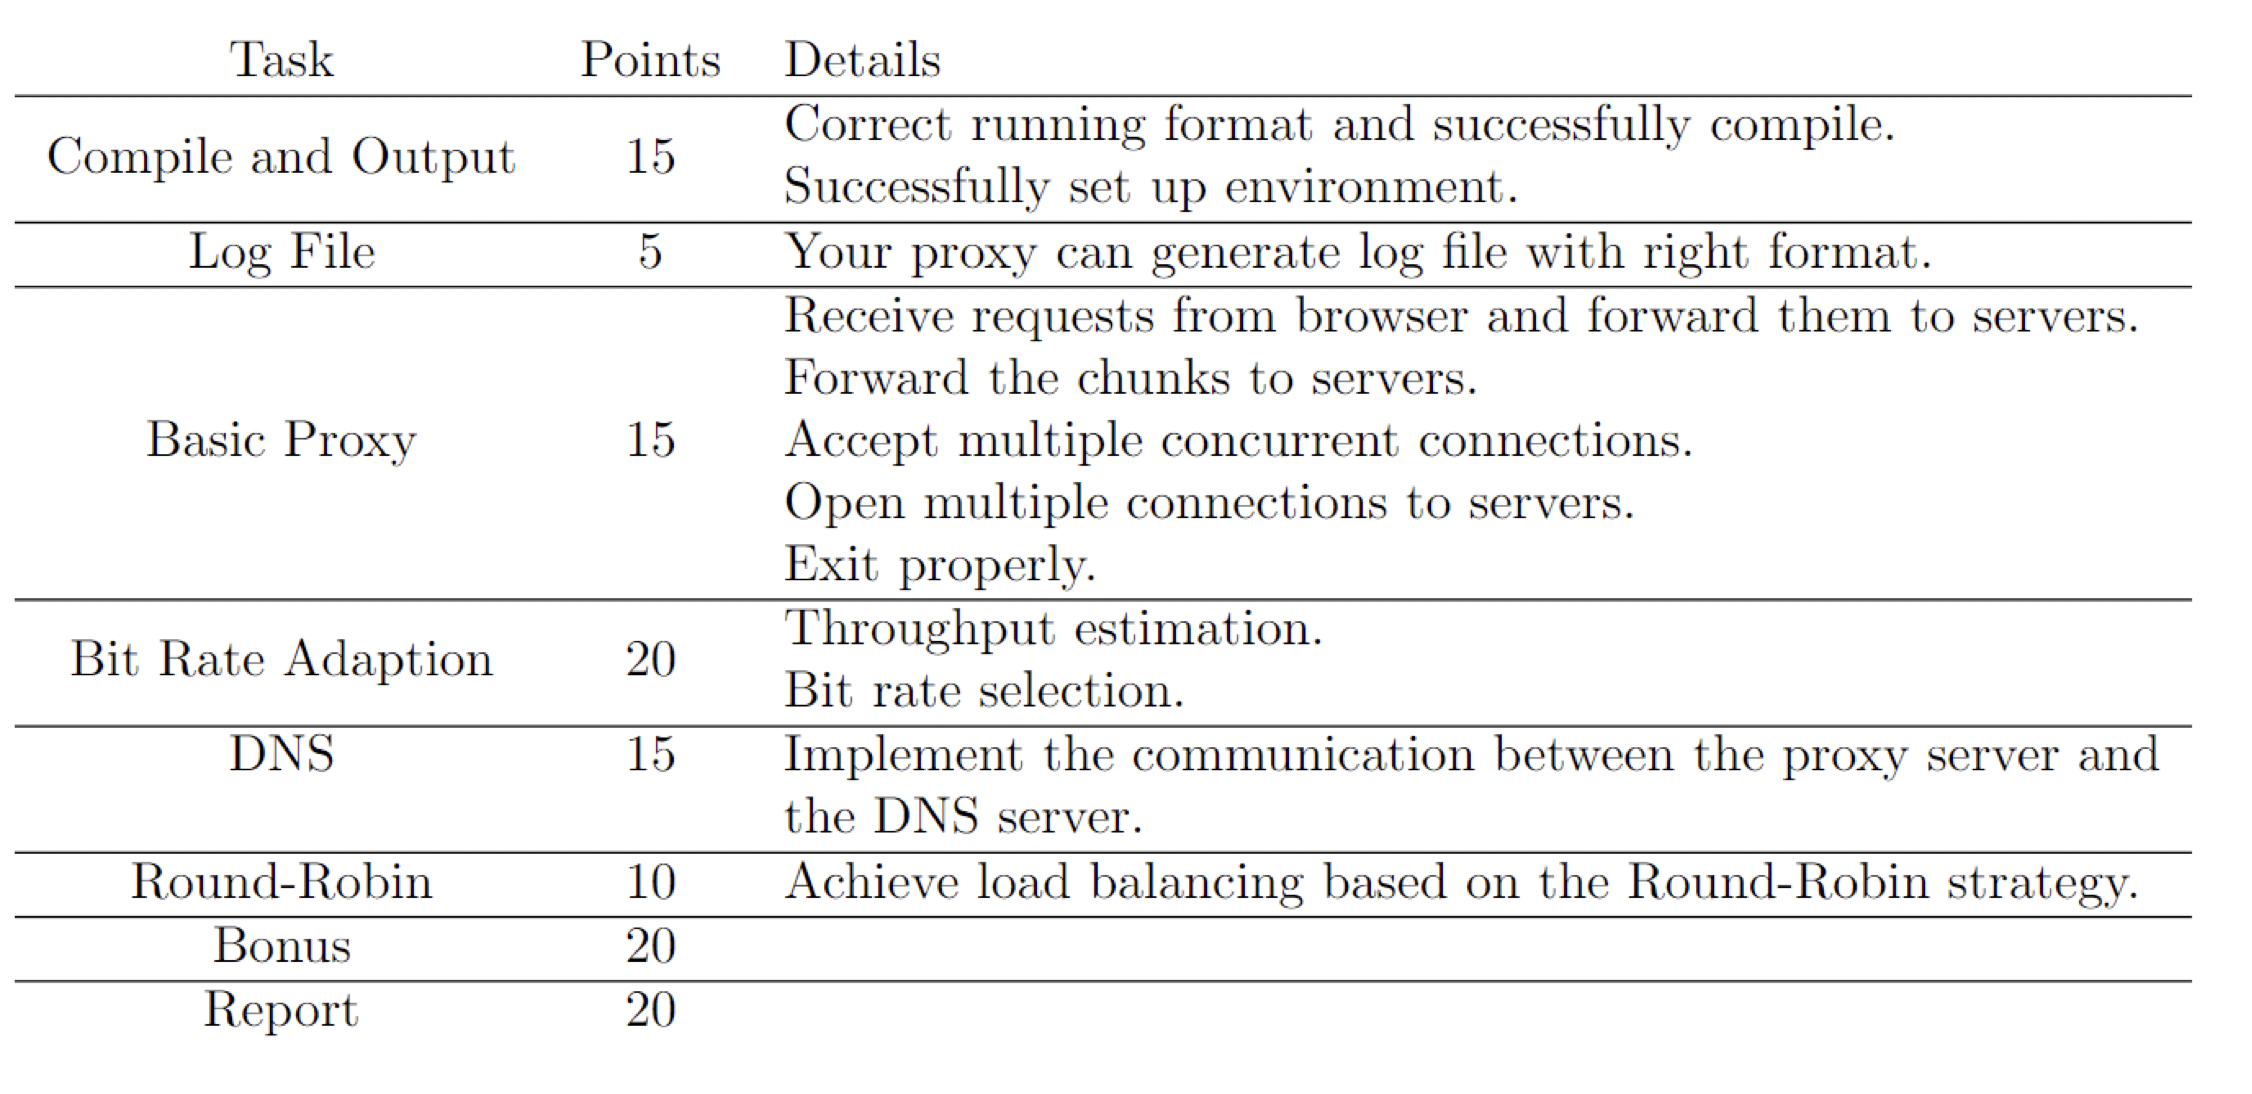 Task Points Details
Compile and Output 15 Correct running format and successfully compile.
Successfully set up environment.
Log File 5 Your proxy can generate log file with right format.
Receive requests from browser and forward them to servers.
Forward the chunks to servers.
Basic Proxy 15 Accept multiple concurrent connections.
Open multiple connections to servers.
Exit properly.
Bit Rate Adaption 20 Throughput estimation.
Bit rate selection.
DNS 15 Implement the communication between the proxy server and
the DNS server.
Round-Robin 10 Achieve load balancing based on the Round-Robin strategy.
Bonus 20
Report 20